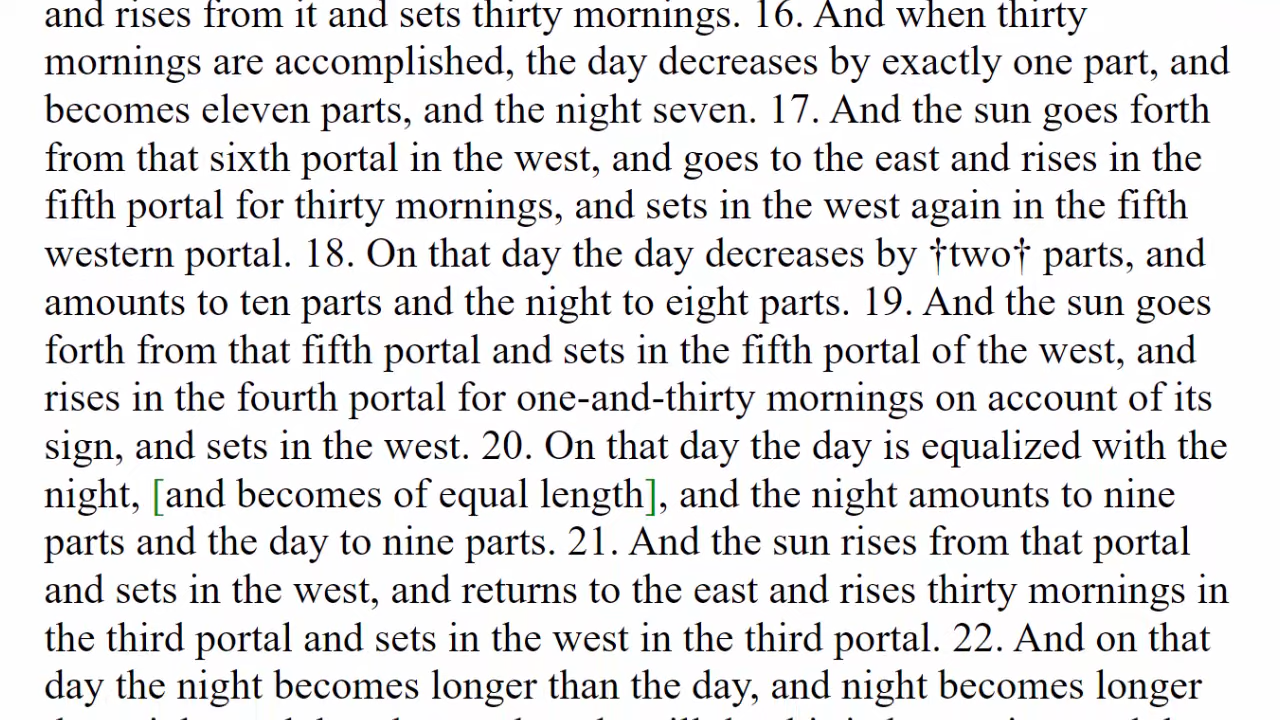 and rises from it and sets thirty mornings. 16. And when thirty
mornings are accomplished, the day decreases by exactly one part, and
becomes eleven parts, and the night seven. 17. And the sun goes forth
from that sixth portal in the west, and goes to the east and rises in the
fifth portal for thirty mornings, and sets in the west again in the fifth
western portal. 18. On that day the day decreases by †two† parts, and
amounts to ten parts and the night to eight parts. 19. And the sun goes
forth from that fifth portal and sets in the fifth portal of the west, and
rises in the fourth portal for one-and-thirty mornings on account of its
sign, and sets in the west. 20. On that day the day is equalized with the
night, [and becomes of equal length], and the night amounts to nine
parts and the day to nine parts. 21. And the sun rises from that portal
and sets in the west, and returns to the east and rises thirty mornings in
the third portal and sets in the west in the third portal. 22. And on that
day the night becomes longer than the day, and night becomes longer